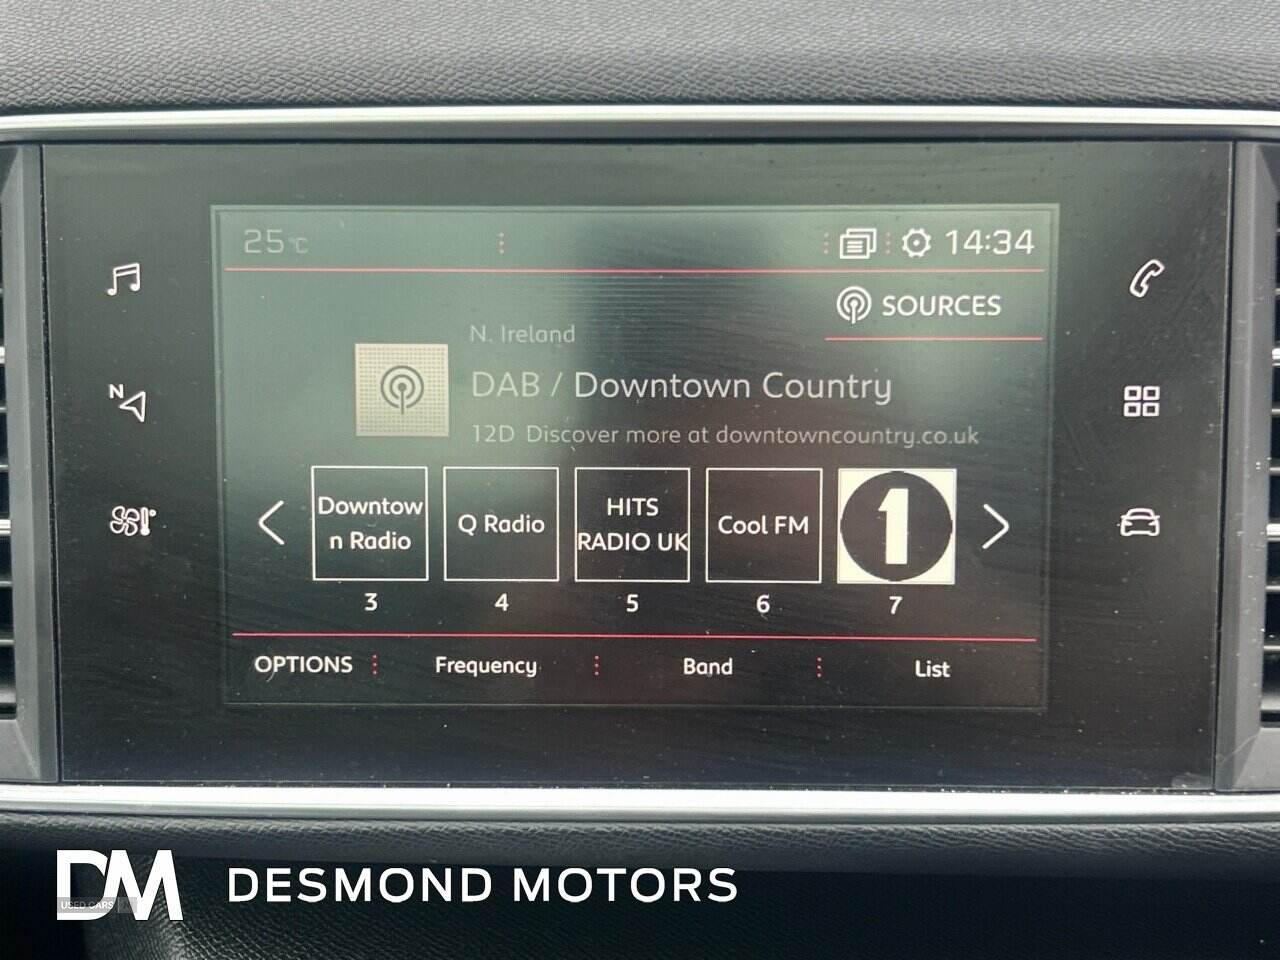 25°C
14:34
SOURCES
N. Ireland
DAB / Downtown Country
12D Discover more at downtowncountry.co.uk
Downtow
n Radio
Q Radio
HITS
RADIO UK
Cool FM
1
3
4
5
6
7
OPTIONS
Frequency
Band
List
N
DM
USED CARS
DESMOND MOTORS